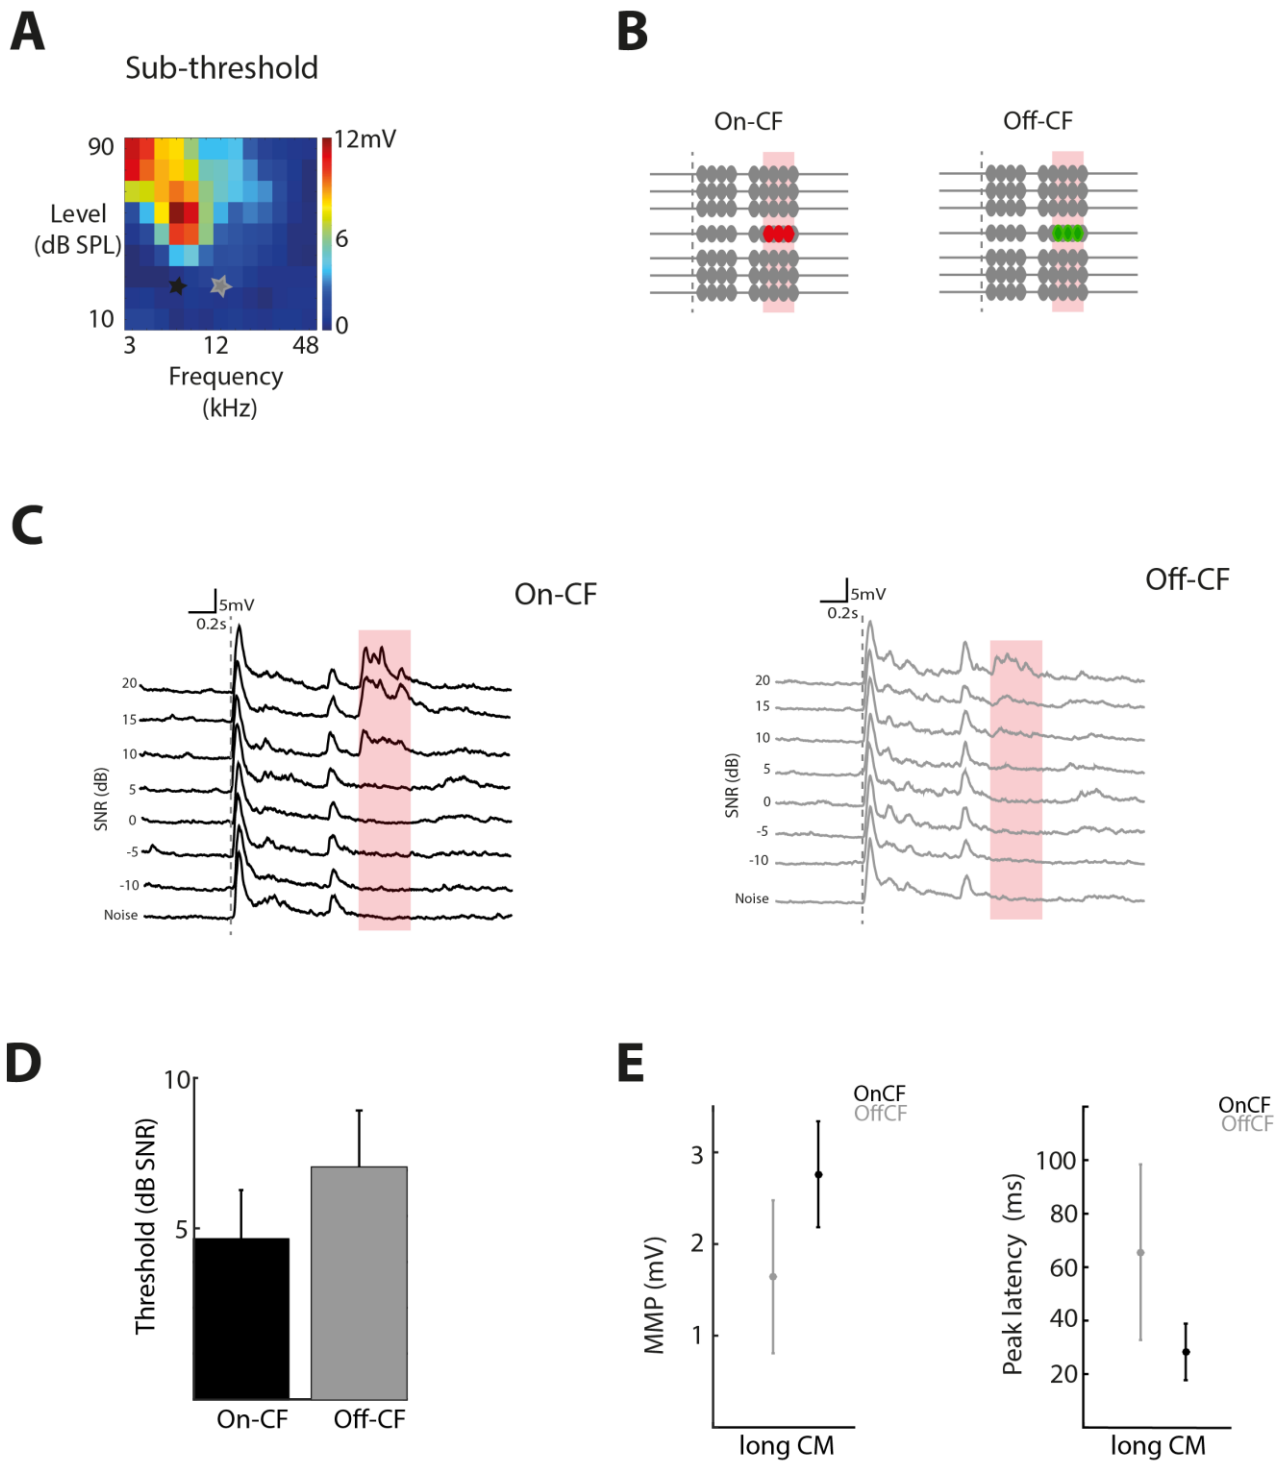 A
Sub-threshold
90
Level
(dB SPL)
10
12mV
6
0
3 12 48
Frequency
(kHz)
B
On-CF Off-CF
C
On-CF
5mV
0.2s
20
15
10
5
0
-5
-10
Noise
SNR (dB)
Off-CF
5mV
0.2s
20
15
10
5
0
-5
-10
Noise
SNR (dB)
D
10
5
Threshold (dB SNR)
On-CF Off-CF
E
OnCF
OffCF
3
2
1
MMP (mV)
long CM
OnCF
OffCF
100
80
60
40
20
Peak latency (ms)
long CM